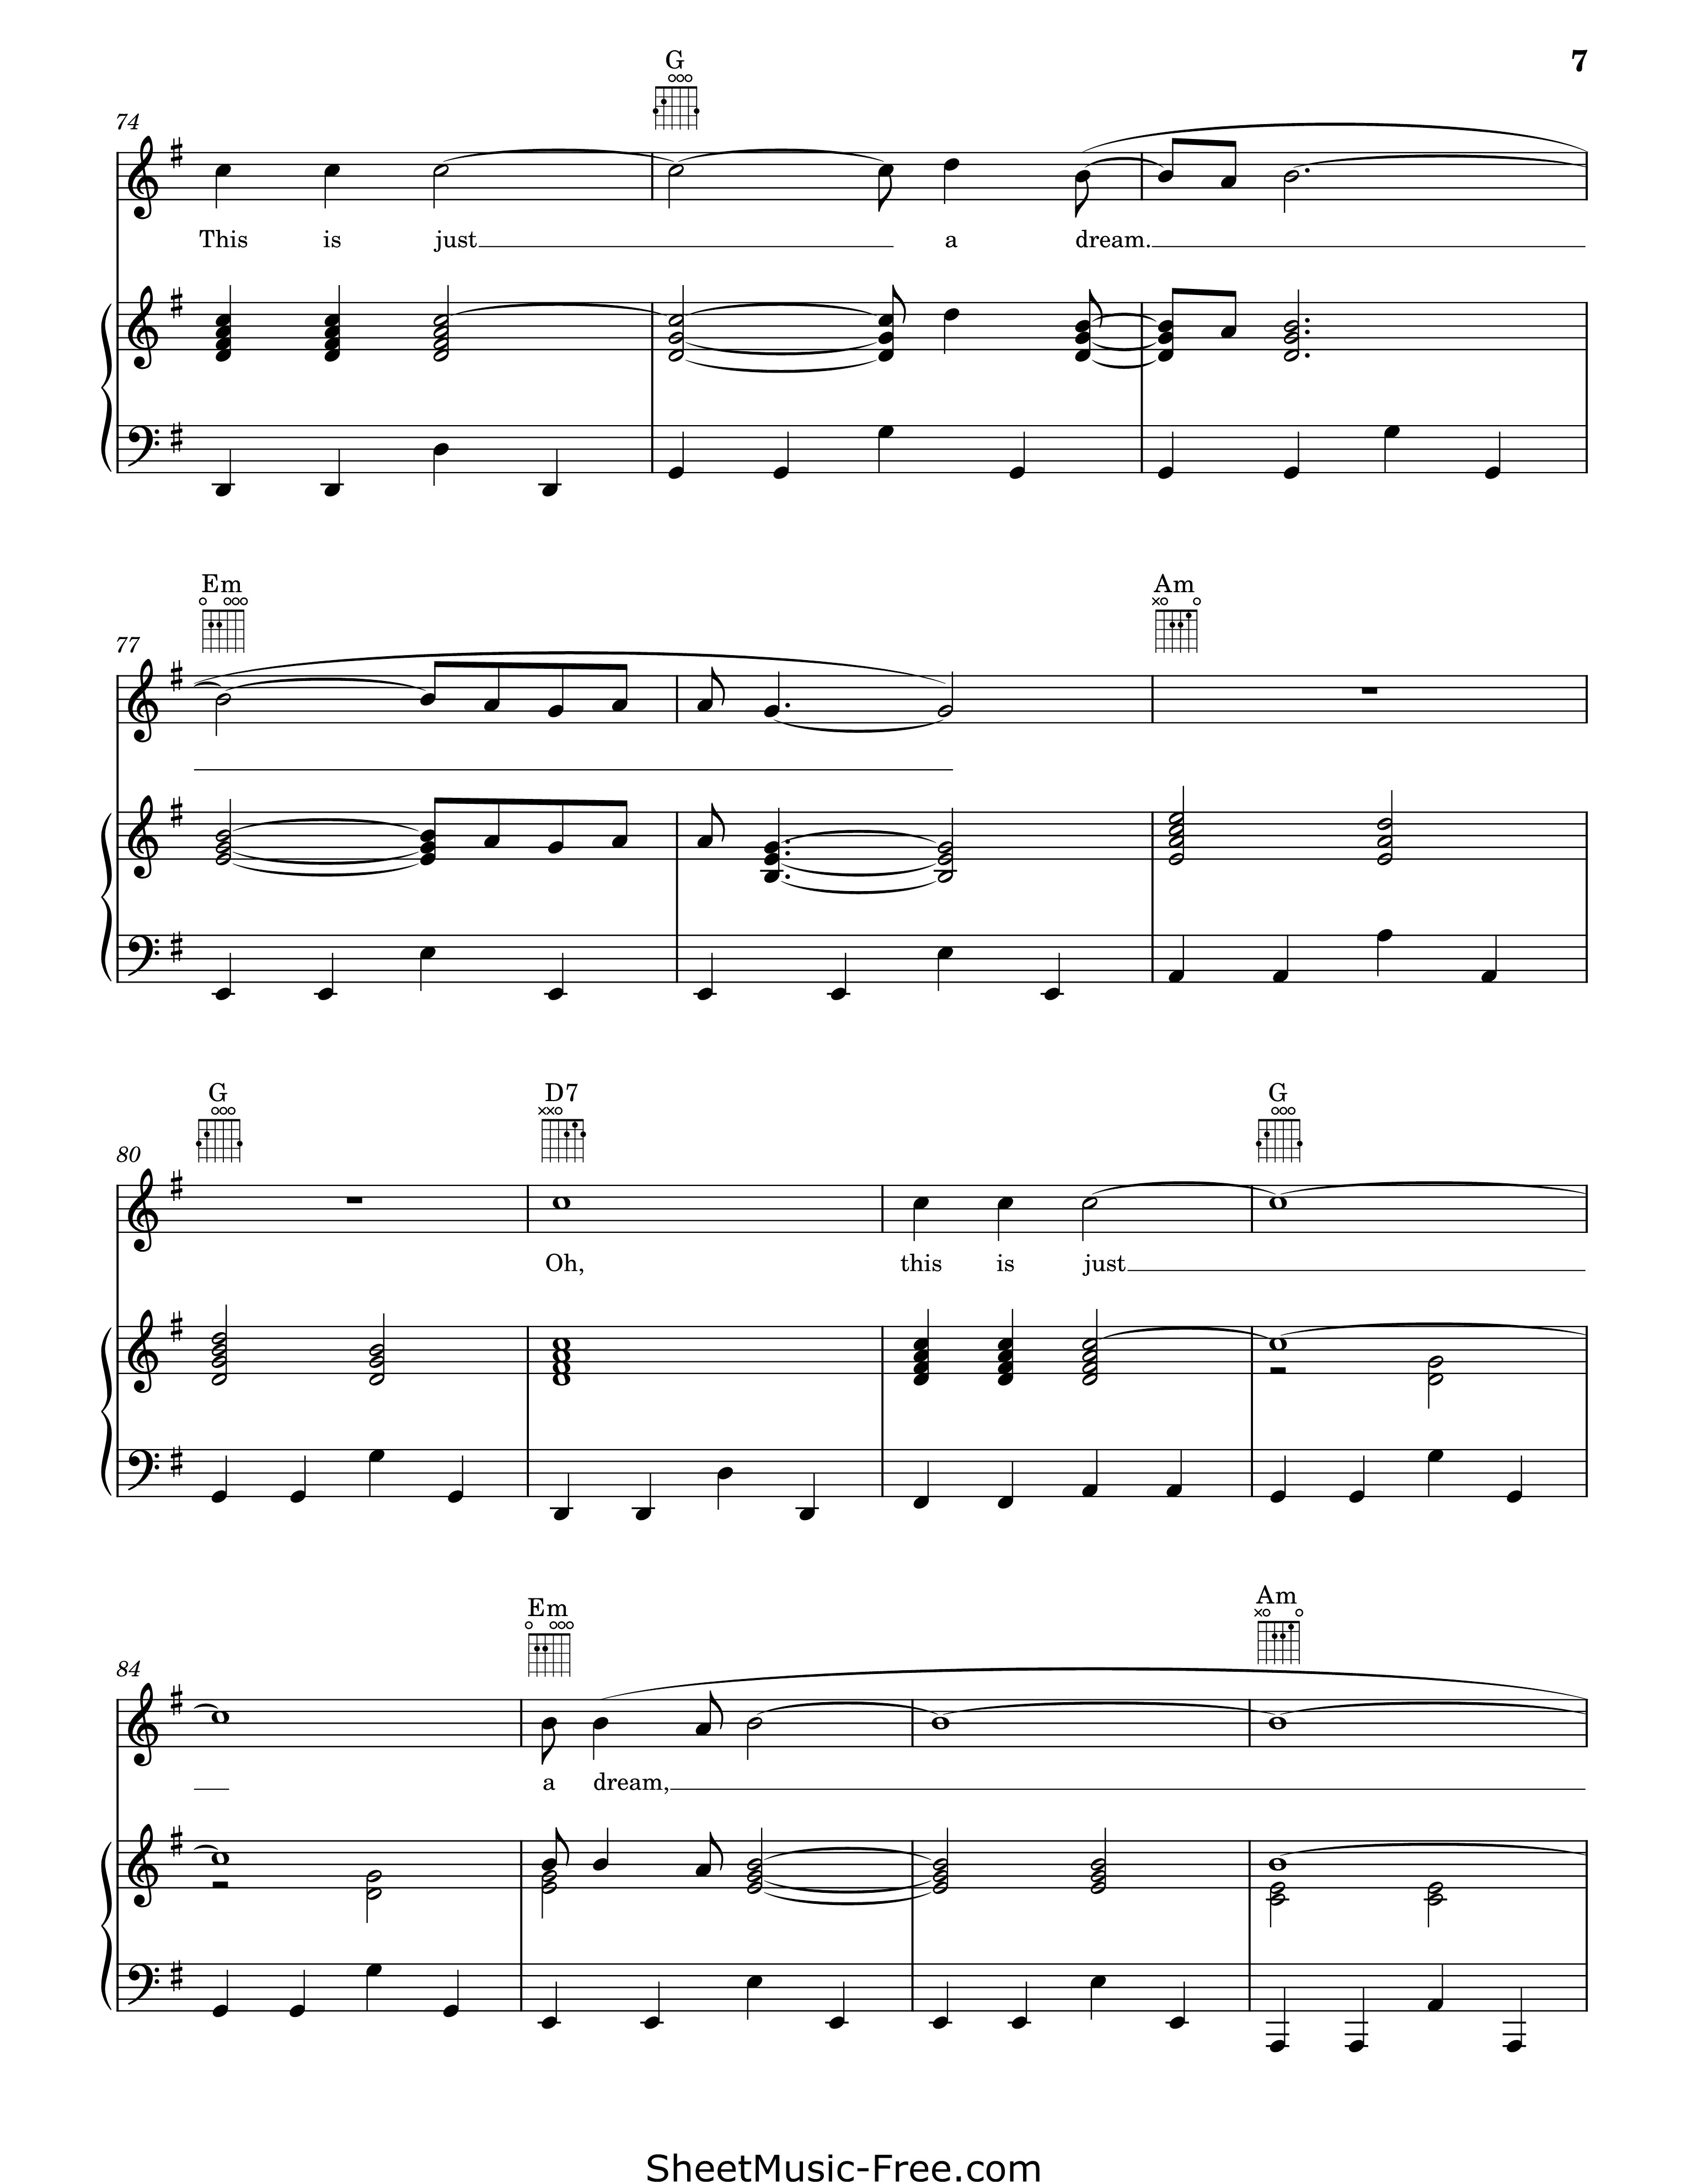 7
G
74
This is just a dream.
Em Am
77
G D7 G
80
Oh, this is just
Em Am
84
a dream,
SheetMusic-Free.com